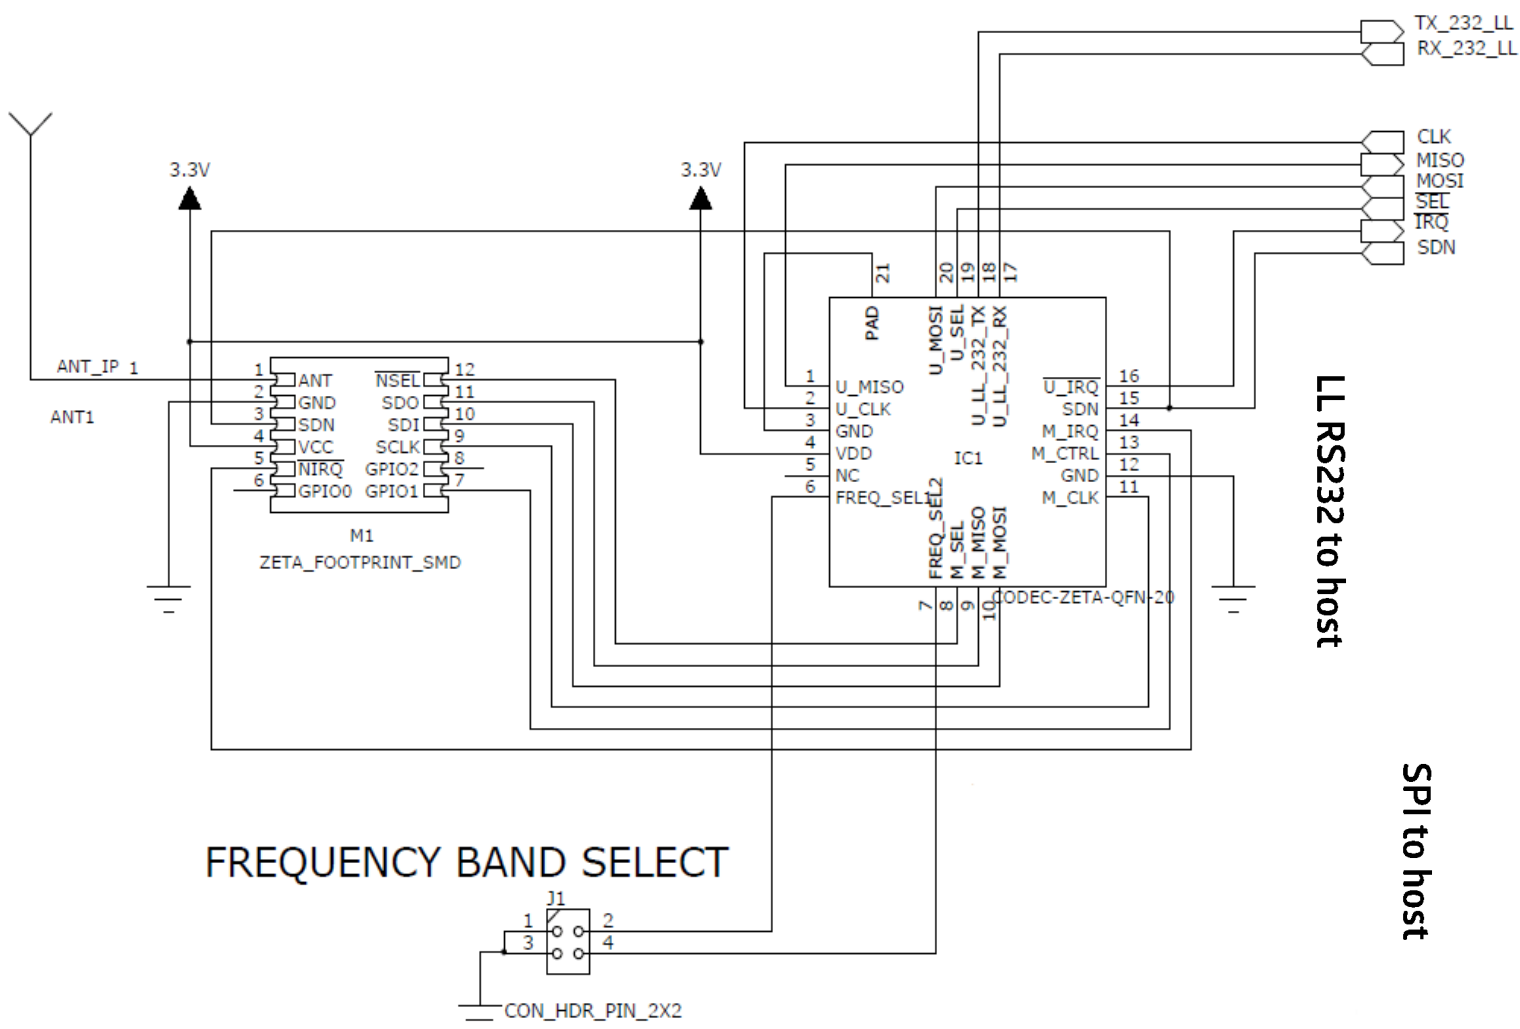 TX_232_LL
RX_232_LL
CLK
MISO
MOSI
SEL
IRQ
SDN
3.3V
3.3V
ANT_IP 1
ANT1
1 ANT
2 GND
3 SDN
4 VCC
5 NIRQ
6 GPIO0
NSEL 12
SDO 11
SDI 10
SCLK 9
GPIO2 8
GPIO1 7
M1
ZETA_FOOTPRINT_SMD
21 PAD
20 U_MOSI
19 U_SEL
18 U_LL_232_TX
17 U_LL_232_RX
1 U_MISO
2 U_CLK
3 GND
4 VDD
5 NC
6 FREQ_SEL1
U_IRQ 16
SDN 15
M_IRQ 14
M_CTRL 13
GND 12
M_CLK 11
IC1
7 FREQ_SEL2
8 M_SEL
9 M_MISO
10 M_MOSI
CODEC-ZETA-QFN-20
LL RS232 to host
SPI to host
FREQUENCY BAND SELECT
J1
1 2
3 4
CON_HDR_PIN_2X2